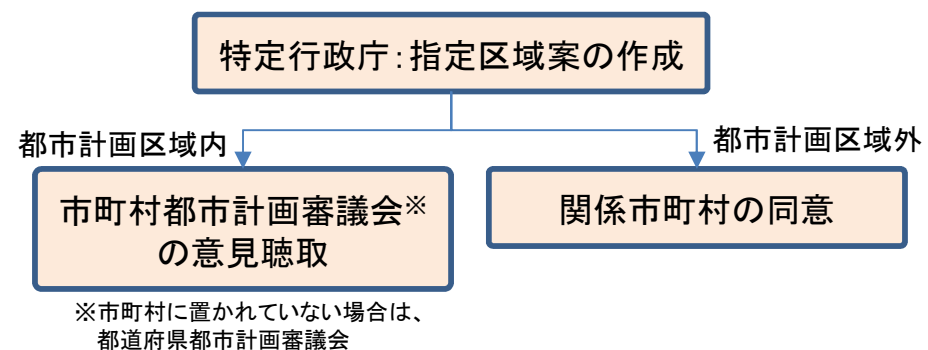 特定行政庁：指定区域案の作成
都市計画区域内
都市計画区域外
市町村都市計画審議会※
の意見聴取
関係市町村の同意
※市町村に置かれていない場合は、
都道府県都市計画審議会